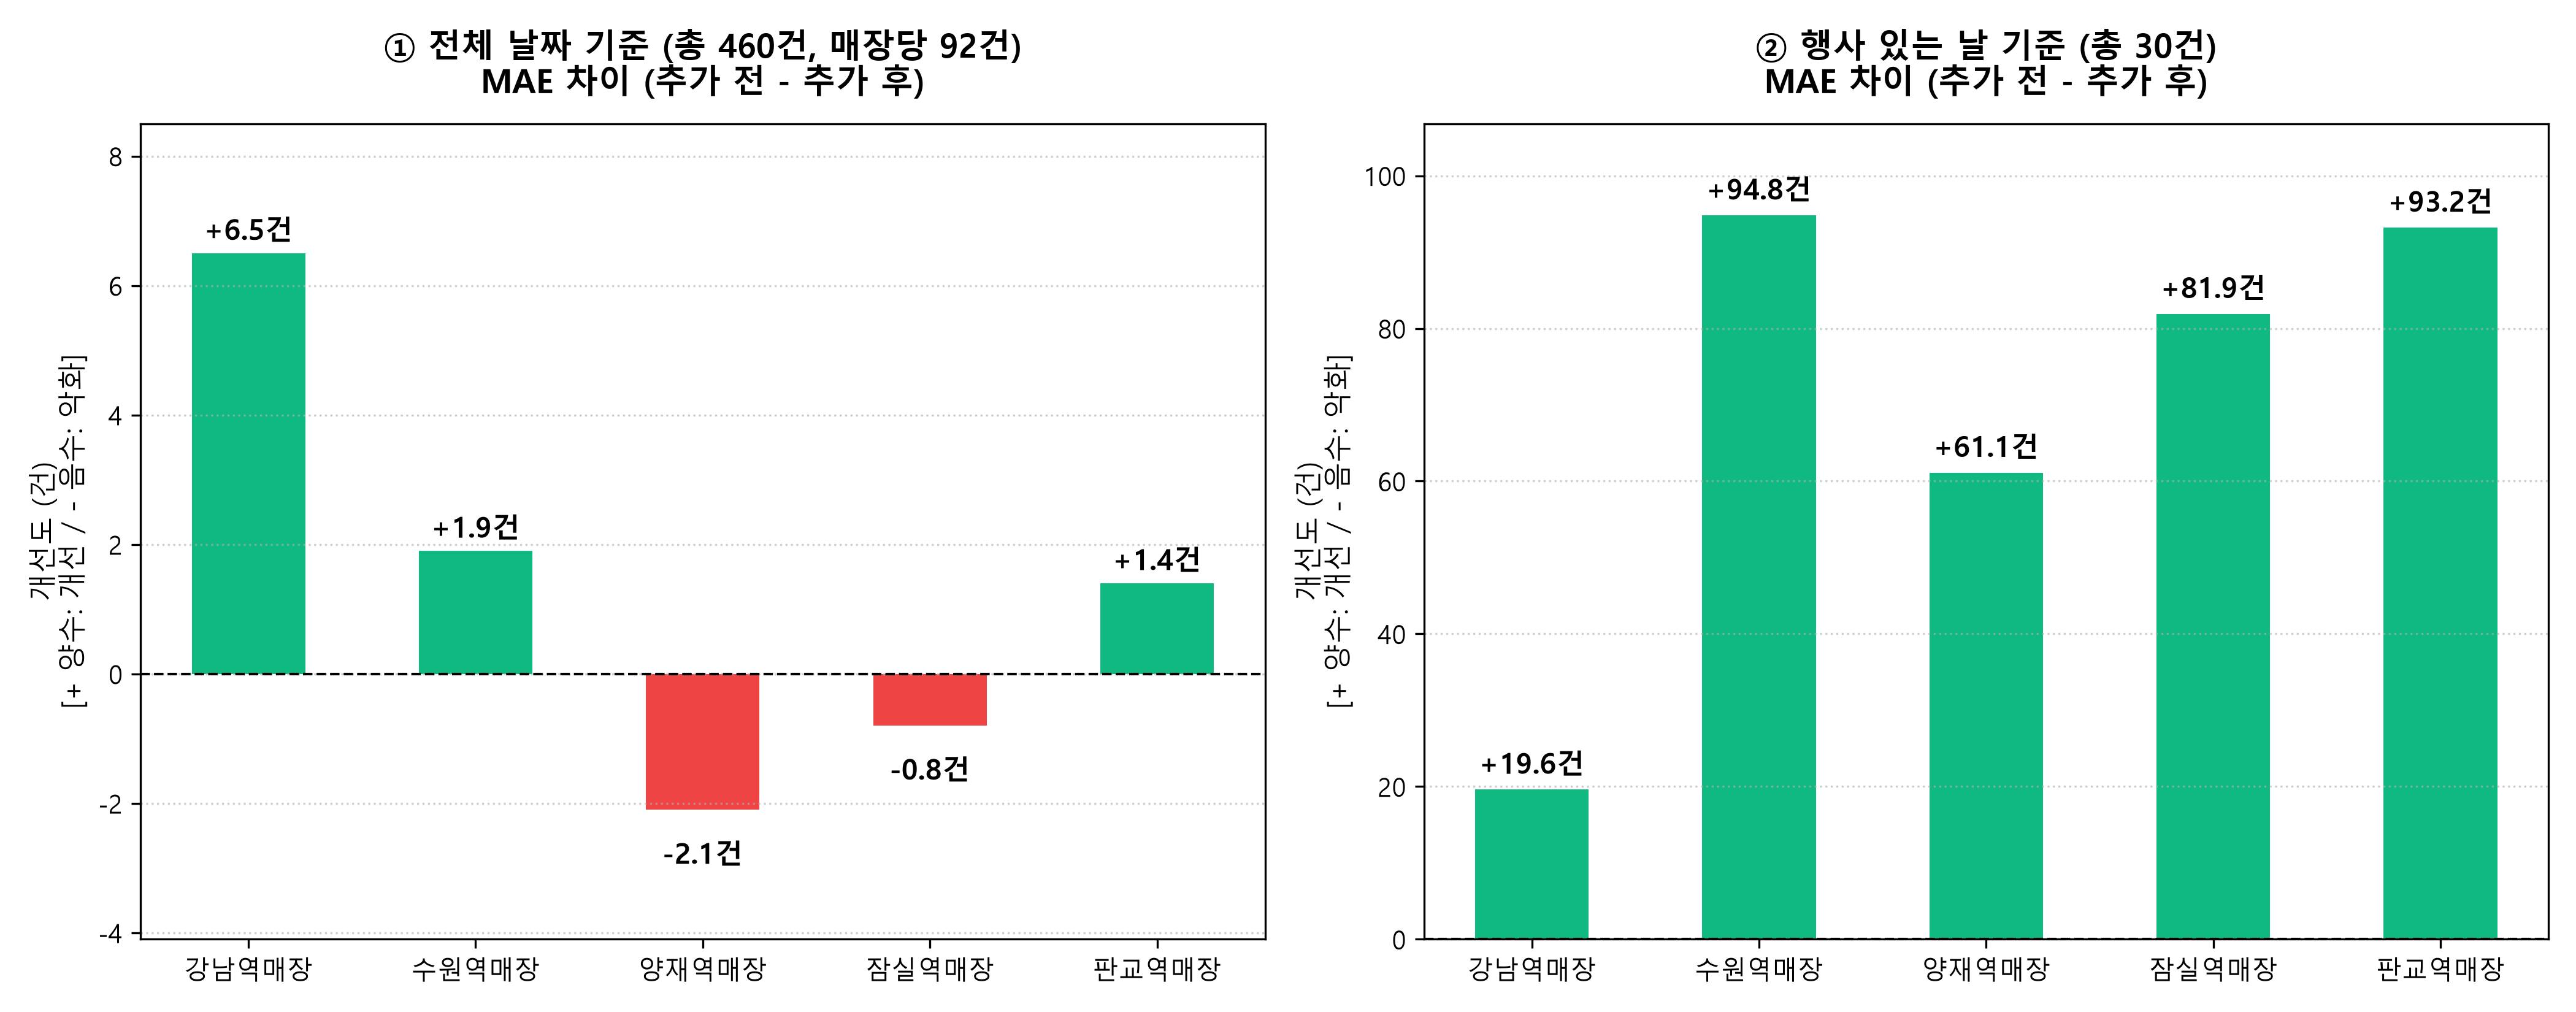 ① 전체 날짜 기준 (총 460건, 매장당 92건)
MAE 차이 (추가 전 - 추가 후)
개선도 (건)
[+ 양수: 개선 / - 음수: 악화]
8
6
4
2
0
-2
-4
+6.5건
+1.9건
-2.1건
-0.8건
+1.4건
강남역매장
수원역매장
양재역매장
잠실역매장
판교역매장
② 행사 있는 날 기준 (총 30건)
MAE 차이 (추가 전 - 추가 후)
개선도 (건)
[+ 양수: 개선 / - 음수: 악화]
100
80
60
40
20
0
+19.6건
+94.8건
+61.1건
+81.9건
+93.2건
강남역매장
수원역매장
양재역매장
잠실역매장
판교역매장